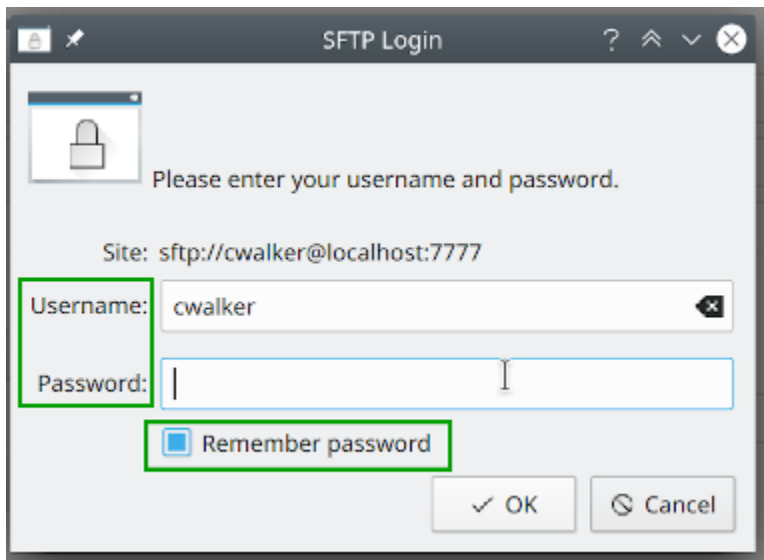 SFTP Login
Please enter your username and password.
Site: sftp://cwalker@localhost:7777
Username: cwalker
Password:
Remember password
OK Cancel